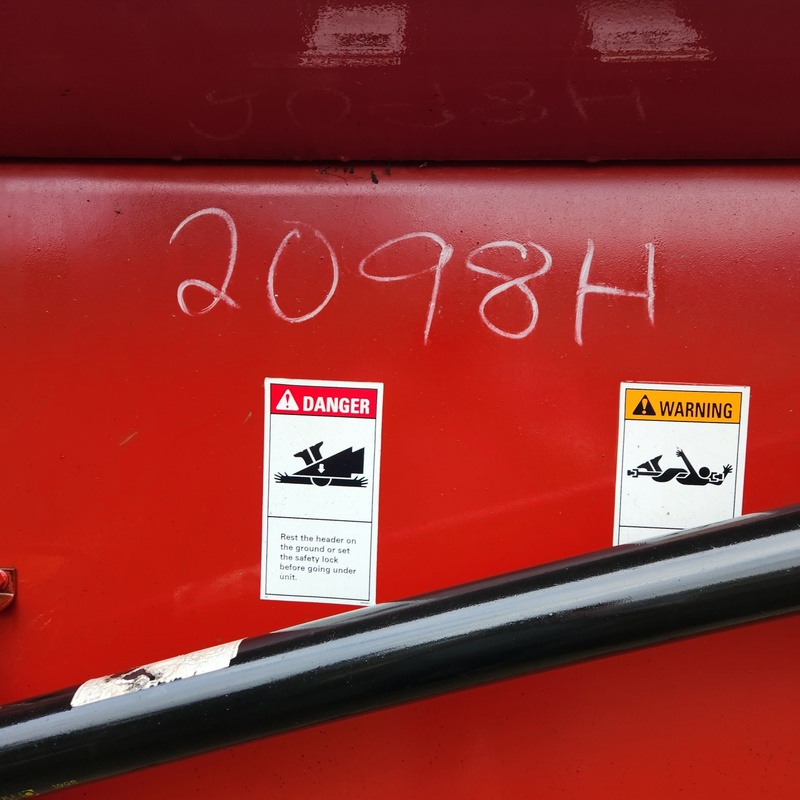 2098H
DANGER
Rest the header on
the ground or set
the safety lock
before going under
unit.
WARNING